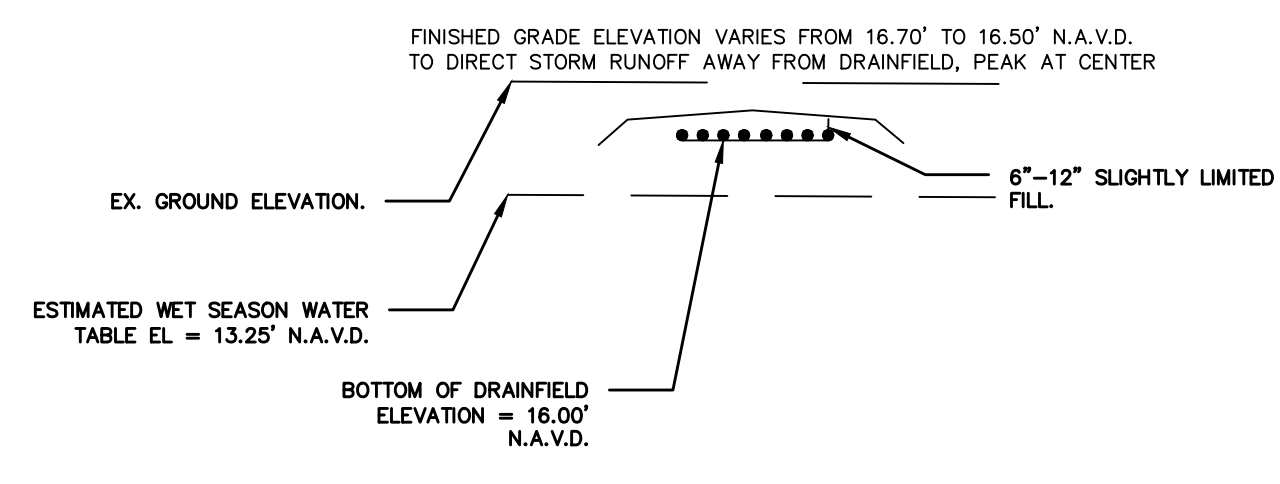 FINISHED GRADE ELEVATION VARIES FROM 16.70' TO 16.50' N.A.V.D.
TO DIRECT STORM RUNOFF AWAY FROM DRAINFIELD, PEAK AT CENTER
EX. GROUND ELEVATION.
6"-12" SLIGHTLY LIMITED
FILL.
ESTIMATED WET SEASON WATER
TABLE EL = 13.25' N.A.V.D.
BOTTOM OF DRAINFIELD
ELEVATION = 16.00'
N.A.V.D.